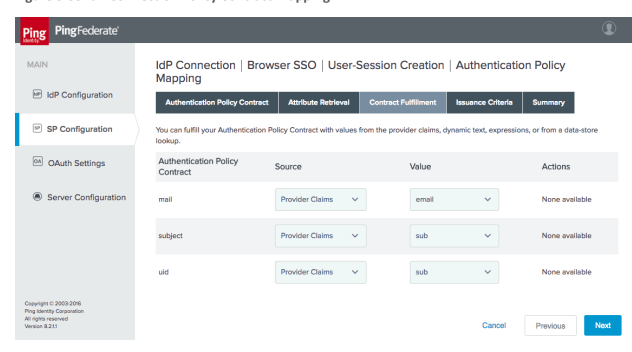 Ping Identity PingFederate®
MAIN
IdP Configuration
SP SP Configuration
OA OAuth Settings
Server Configuration
Copyright © 2003-2016
Ping Identity Corporation
All rights reserved
Version 8.2.1.1
IdP Connection | Browser SSO | User-Session Creation | Authentication Policy
Mapping
Authentication Policy Contract Attribute Retrieval Contract Fulfillment Issuance Criteria Summary
You can fulfill your Authentication Policy Contract with values from the provider claims, dynamic text, expressions, or from a data-store
lookup.
Authentication Policy
Contract Source Value Actions
mail Provider Claims email None available
subject Provider Claims sub None available
uid Provider Claims sub None available
Cancel Previous Next